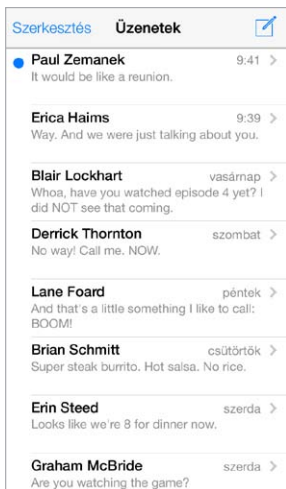 Szerkesztés Üzenetek
Paul Zemanek 9:41
It would be like a reunion.
Erica Haims 9:39
Way. And we were just talking about you.
Blair Lockhart vasárnap
Whoa, have you watched episode 4 yet? I
did NOT see that coming.
Derrick Thornton szombat
No way! Call me. NOW.
Lane Foard péntek
And that's a little something I like to call:
BOOM!
Brian Schmitt csütörtök
Super steak burrito. Hot salsa. No rice.
Erin Steed szerda
Looks like we're 8 for dinner now.
Graham McBride szerda
Are you watching the game?